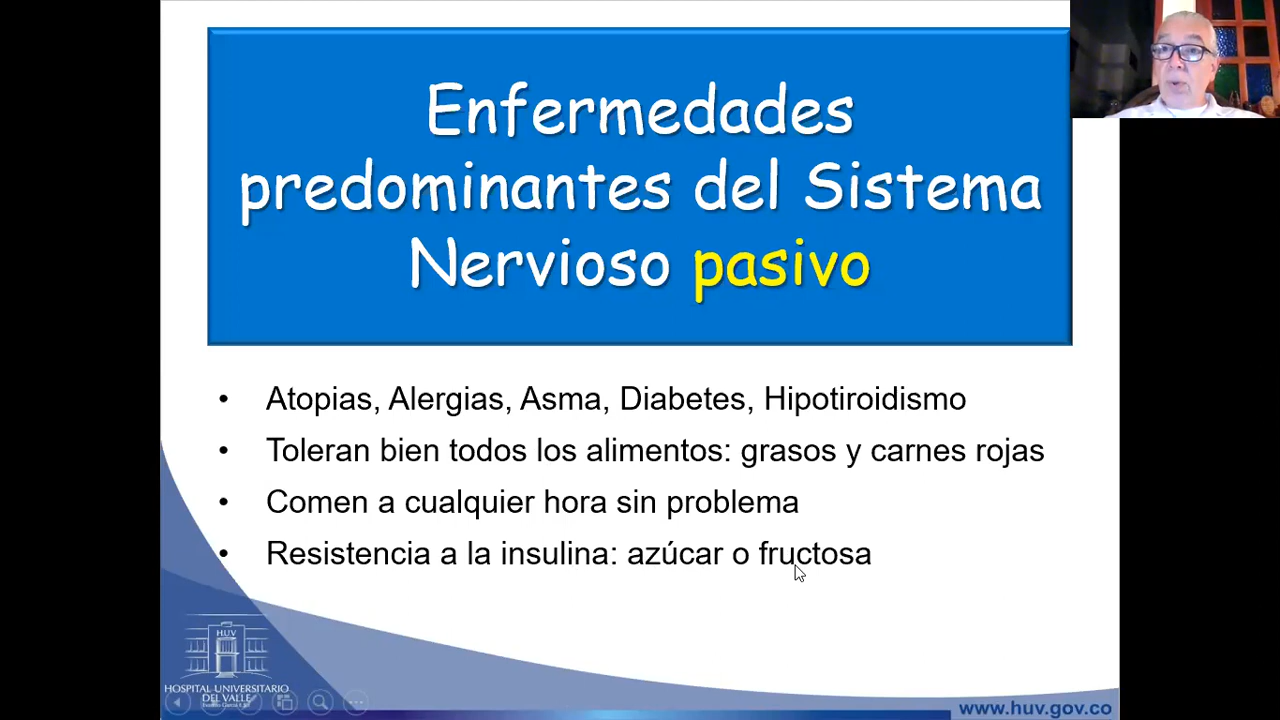 Enfermedades
predominantes del Sistema
Nervioso pasivo
• Atopias, Alergias, Asma, Diabetes, Hipotiroidismo
• Toleran bien todos los alimentos: grasos y carnes rojas
• Comen a cualquier hora sin problema
• Resistencia a la insulina: azúcar o fructosa
H.U.V
HOSPITAL UNIVERSITARIO
DEL VALLE
www.huv.gov.co